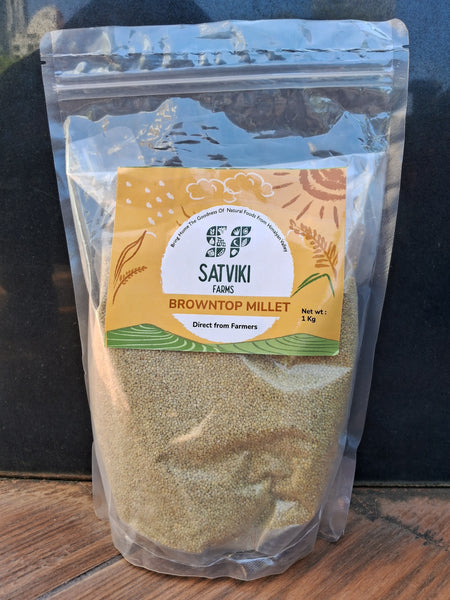 Bring Home The Goodness Of Natural Foods From Himalyan Valley
SATVIKI
FARMS
BROWNTOP MILLET
Net wt :
1 Kg
Direct from Farmers